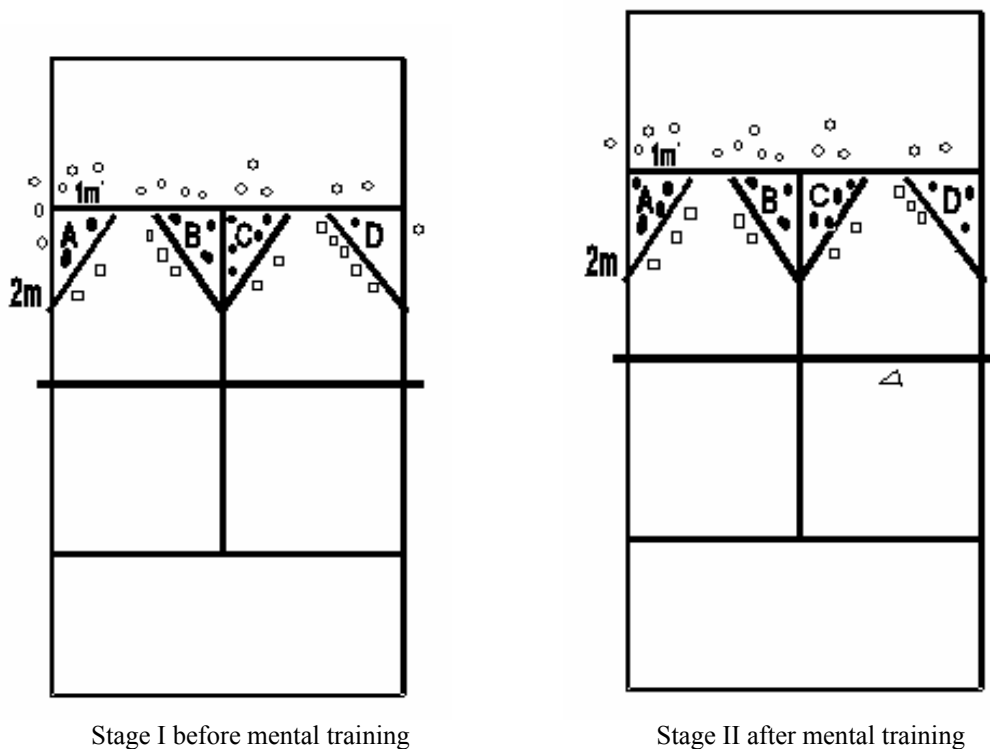 1m'
A
B
C
D
2m
1m'
A
B
C
D
2m
Stage I before mental training
Stage II after mental training